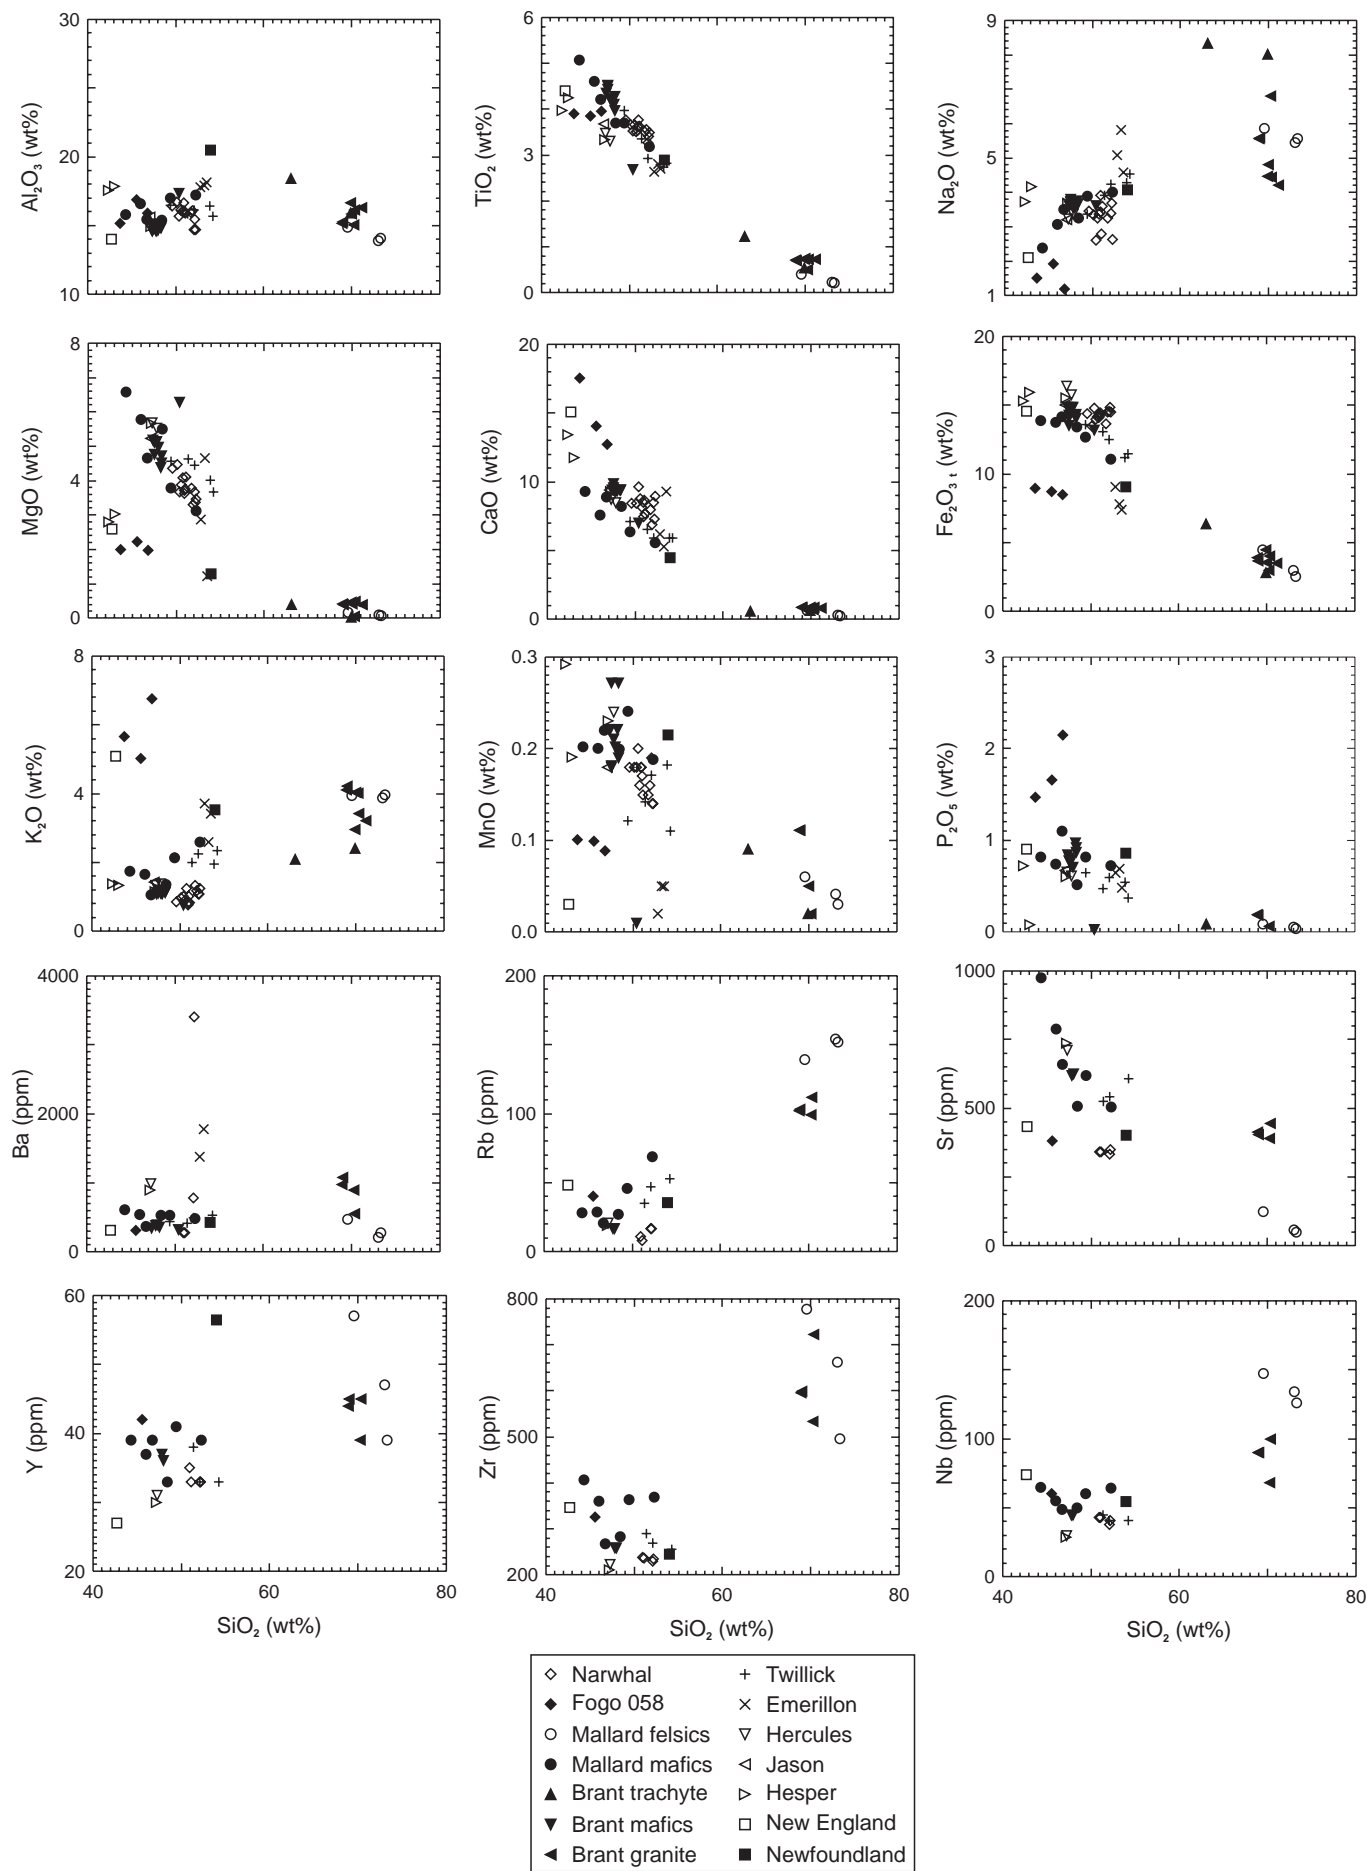 30
20
10
Al₂O₃ (wt%)
6
3
0
TiO₂ (wt%)
9
5
1
Na₂O (wt%)
8
4
0
MgO (wt%)
20
10
0
CaO (wt%)
20
10
0
Fe₂O₃ t (wt%)
8
4
0
K₂O (wt%)
0.3
0.2
0.1
0.0
MnO (wt%)
3
2
1
0
P₂O₅ (wt%)
4000
2000
0
Ba (ppm)
200
100
0
Rb (ppm)
1000
500
0
Sr (ppm)
60
40
20
Y (ppm)
800
500
200
Zr (ppm)
200
100
0
Nb (ppm)
40 60 80
40 60 80
40 60 80
SiO₂ (wt%)
SiO₂ (wt%)
SiO₂ (wt%)
Narwhal
Fogo 058
Mallard felsics
Mallard mafics
Brant trachyte
Brant mafics
Brant granite
Twillick
Emerillon
Hercules
Jason
Hesper
New England
Newfoundland